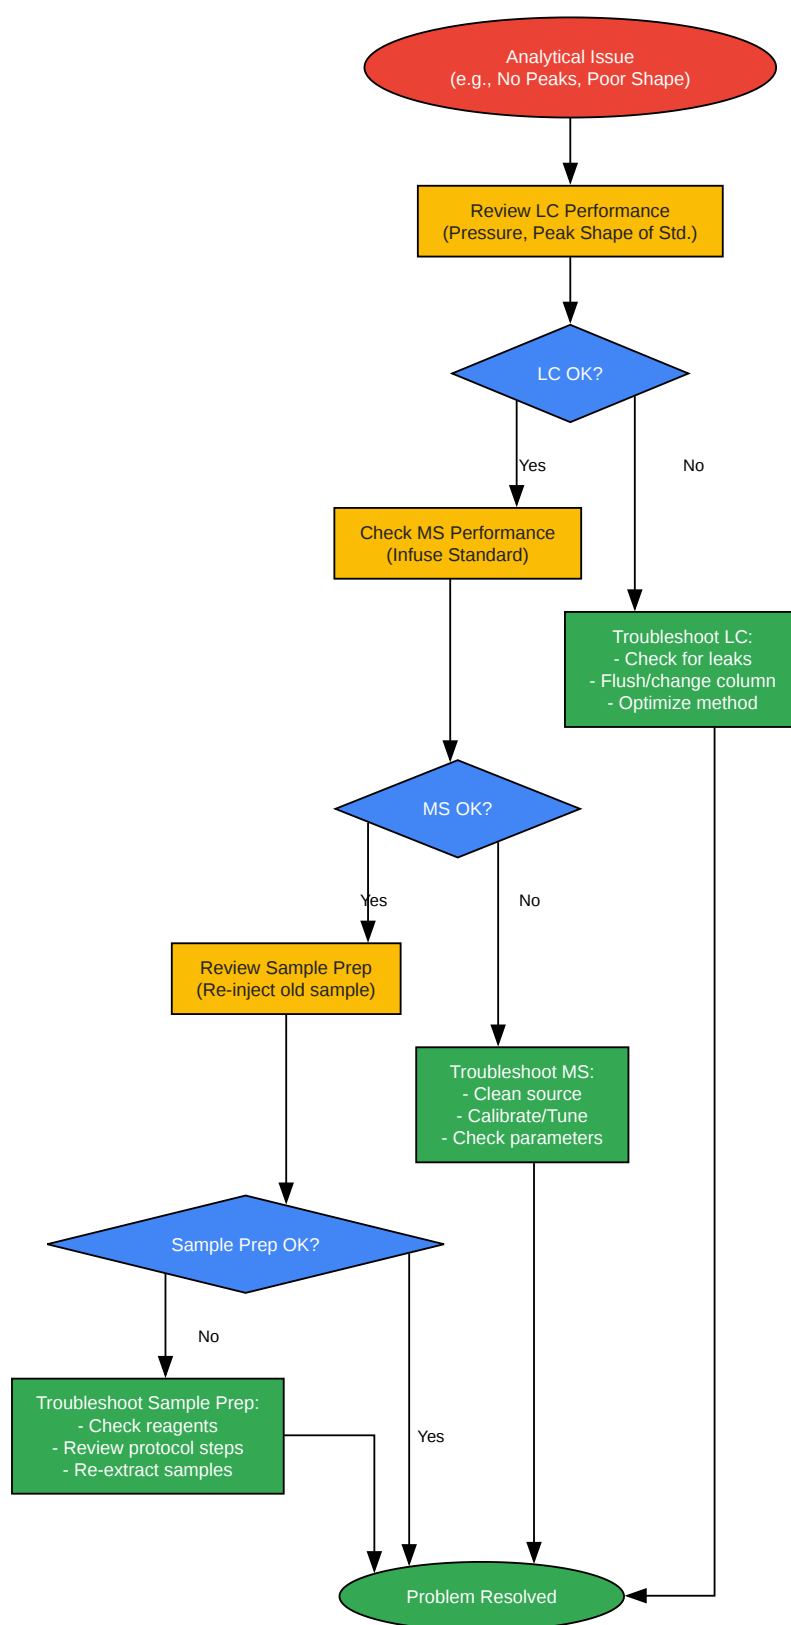 Analytical Issue
(e.g., No Peaks, Poor Shape)
Review LC Performance
(Pressure, Peak Shape of Std.)
LC OK?
Yes
No
Check MS Performance
(Infuse Standard)
Troubleshoot LC:
- Check for leaks
- Flush/change column
- Optimize method
MS OK?
Yes
No
Review Sample Prep
(Re-inject old sample)
Troubleshoot MS:
- Clean source
- Calibrate/Tune
- Check parameters
Sample Prep OK?
No
Troubleshoot Sample Prep:
- Check reagents
- Review protocol steps
- Re-extract samples
Yes
Problem Resolved